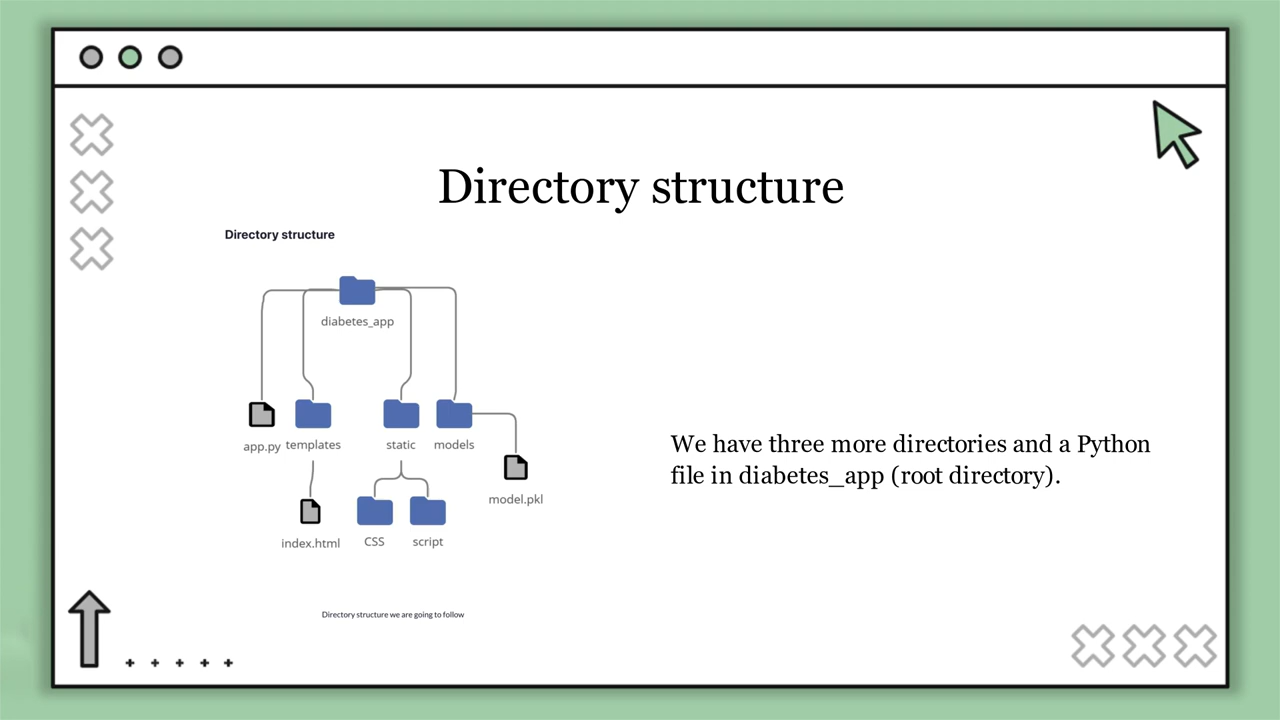 Directory structure
Directory structure
diabetes_app
app.py
templates
static
models
model.pkl
index.html
CSS
script
Directory structure we are going to follow
We have three more directories and a Python
file in diabetes_app (root directory).